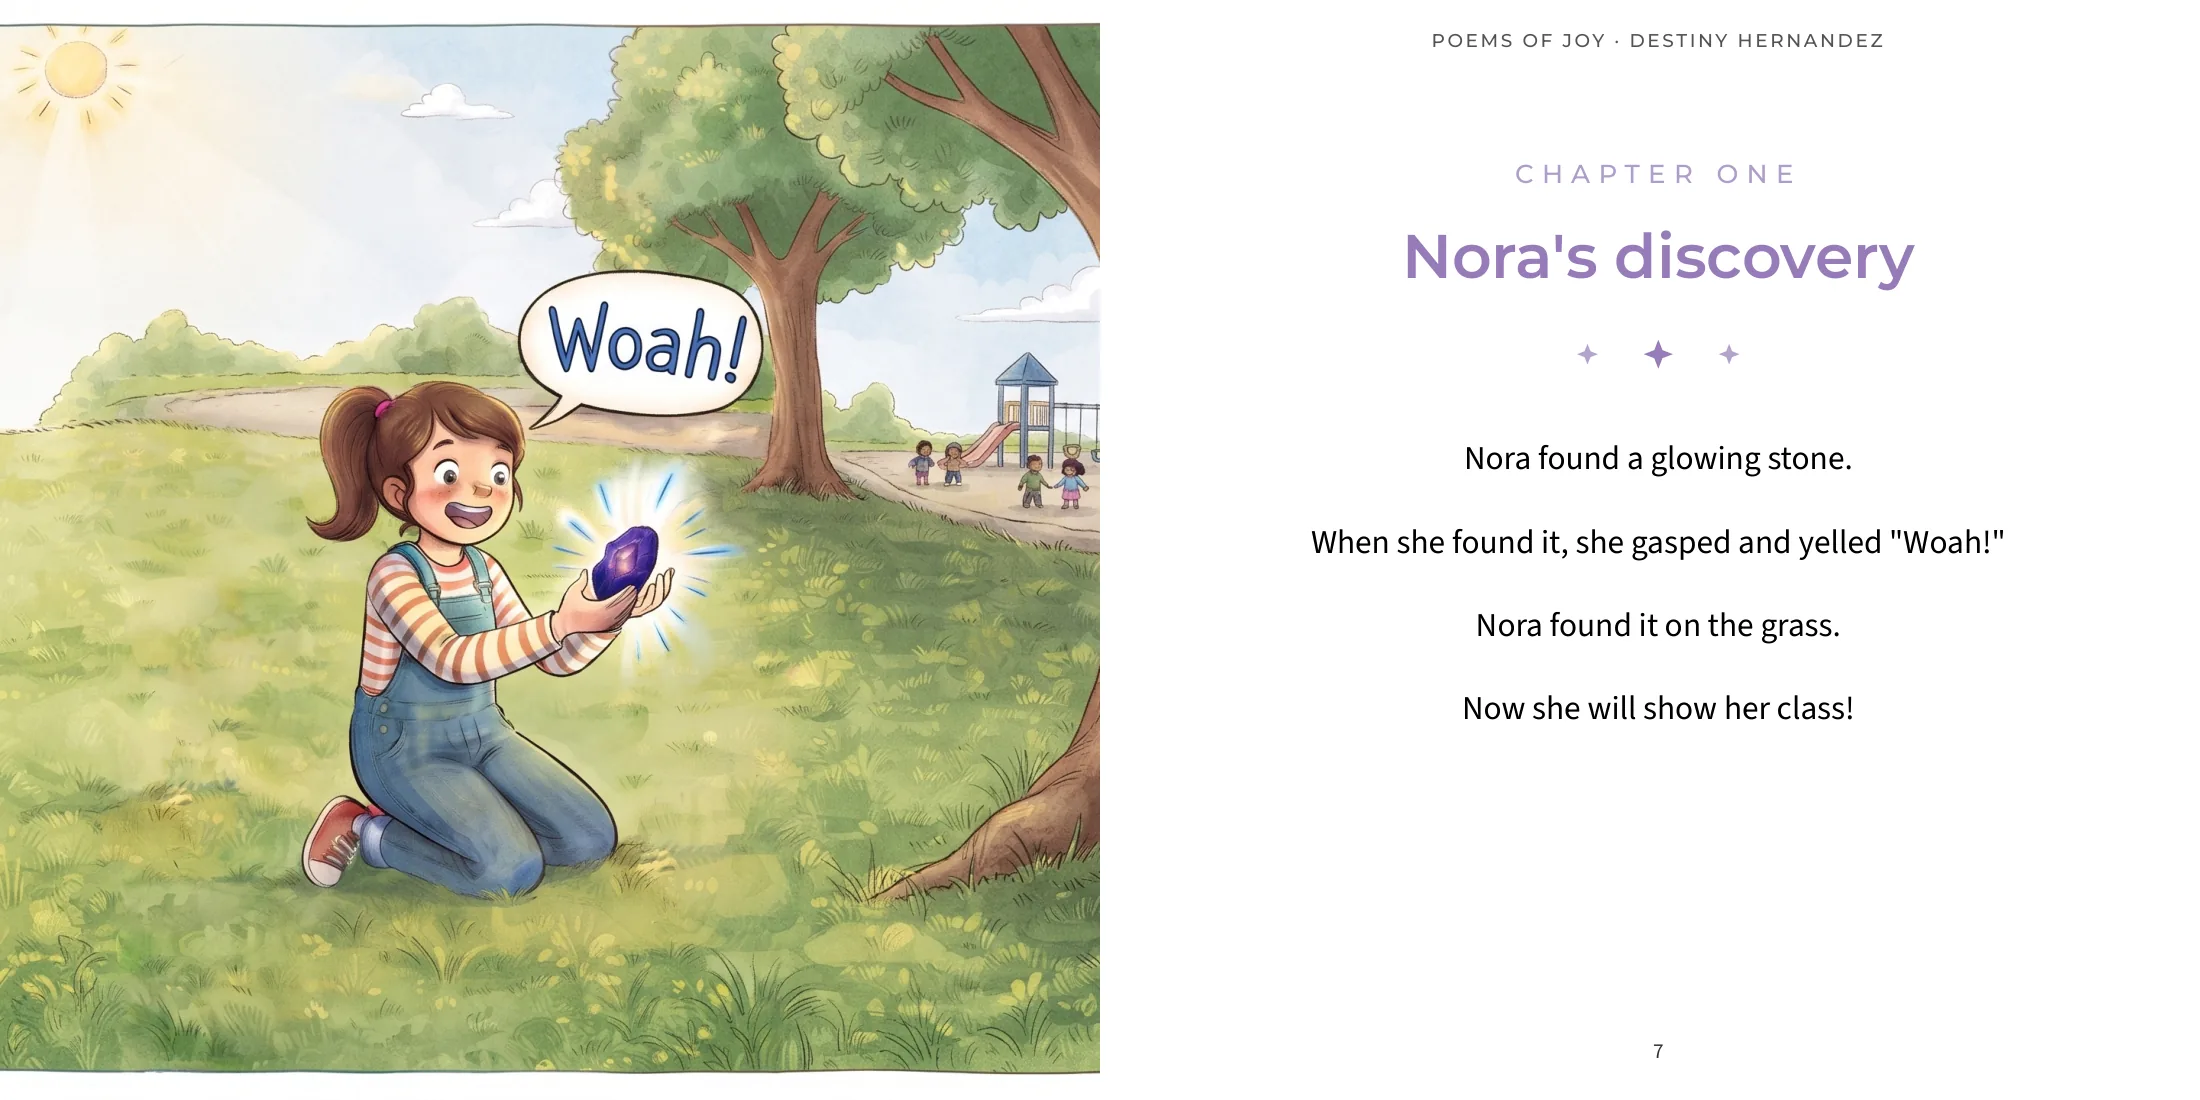 Woah!
POEMS OF JOY · DESTINY HERNANDEZ
CHAPTER ONE
Nora's discovery
Nora found a glowing stone.
When she found it, she gasped and yelled "Woah!"
Nora found it on the grass.
Now she will show her class!
7